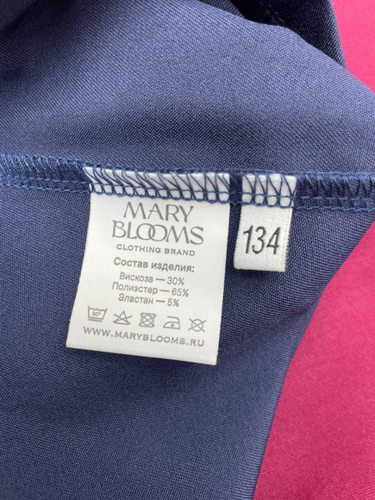 MARY
BLOOMS
CLOTHING BRAND
Состав изделия:
Вискоза — 30%
Полиэстер — 65%
Эластан — 5%
WWW.MARYBLOOMS.RU
134